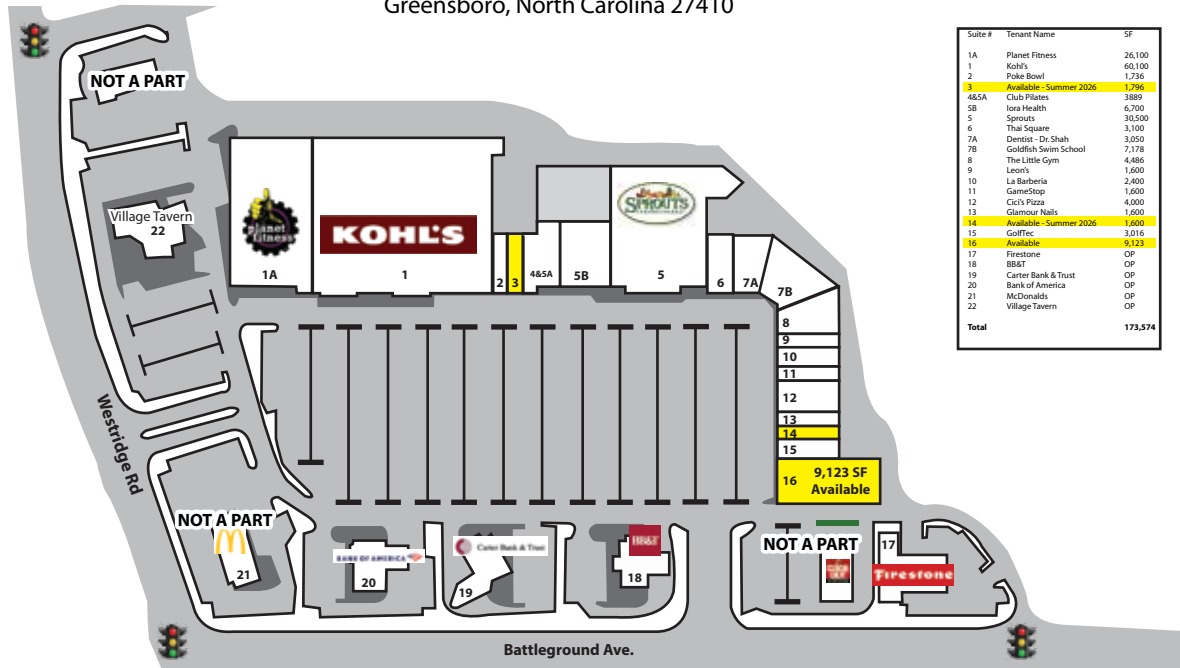 Greensboro, North Carolina 27410
Suite # Tenant Name SF
1A Planet Fitness 26,100
1 Kohl's 60,100
2 Poke Bowl 1,736
3 Available - Summer 2026 1,796
4&5A Club Pilates 3889
5B Iora Health 6,700
5 Sprouts 30,500
6 Thai Square 3,100
7A Dentist - Dr. Shah 3,050
7B Goldfish Swim School 7,178
8 The Little Gym 4,486
9 Leon's 1,600
10 La Barberia 2,400
11 GameStop 1,600
12 Cici's Pizza 4,000
13 Glamour Nails 1,600
14 Available - Summer 2026 1,600
15 GolfTec 3,016
16 Available 9,123
17 Firestone OP
18 BB&T OP
19 Carter Bank & Trust OP
20 Bank of America OP
21 McDonalds OP
22 Village Tavern OP
Total 173,574
NOT A PART
Village Tavern
22
planet fitness
1A
KOHL'S
1
2
3
4&5A
5B
SPROUTS
5
6
7A
7B
8
9
10
11
12
13
14
15
16
9,123 SF
Available
Westridge Rd
NOT A PART
21
BANK OF AMERICA
20
Carter Bank & Trust
19
BB&T
18
NOT A PART
COOK OUT
17
Firestone
Battleground Ave.